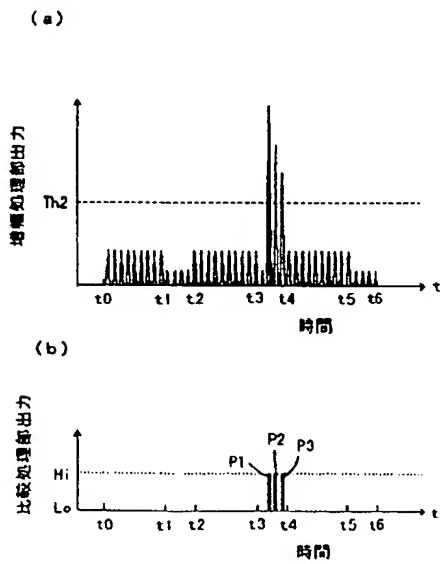 (a)
増幅処理部出力
Th2
t0 t1 t2 t3 t4 t5 t6 t
時間
(b)
比較処理部出力
P1 P2 P3
Hi
Lo
t0 t1 t2 t3 t4 t5 t6 t
時間